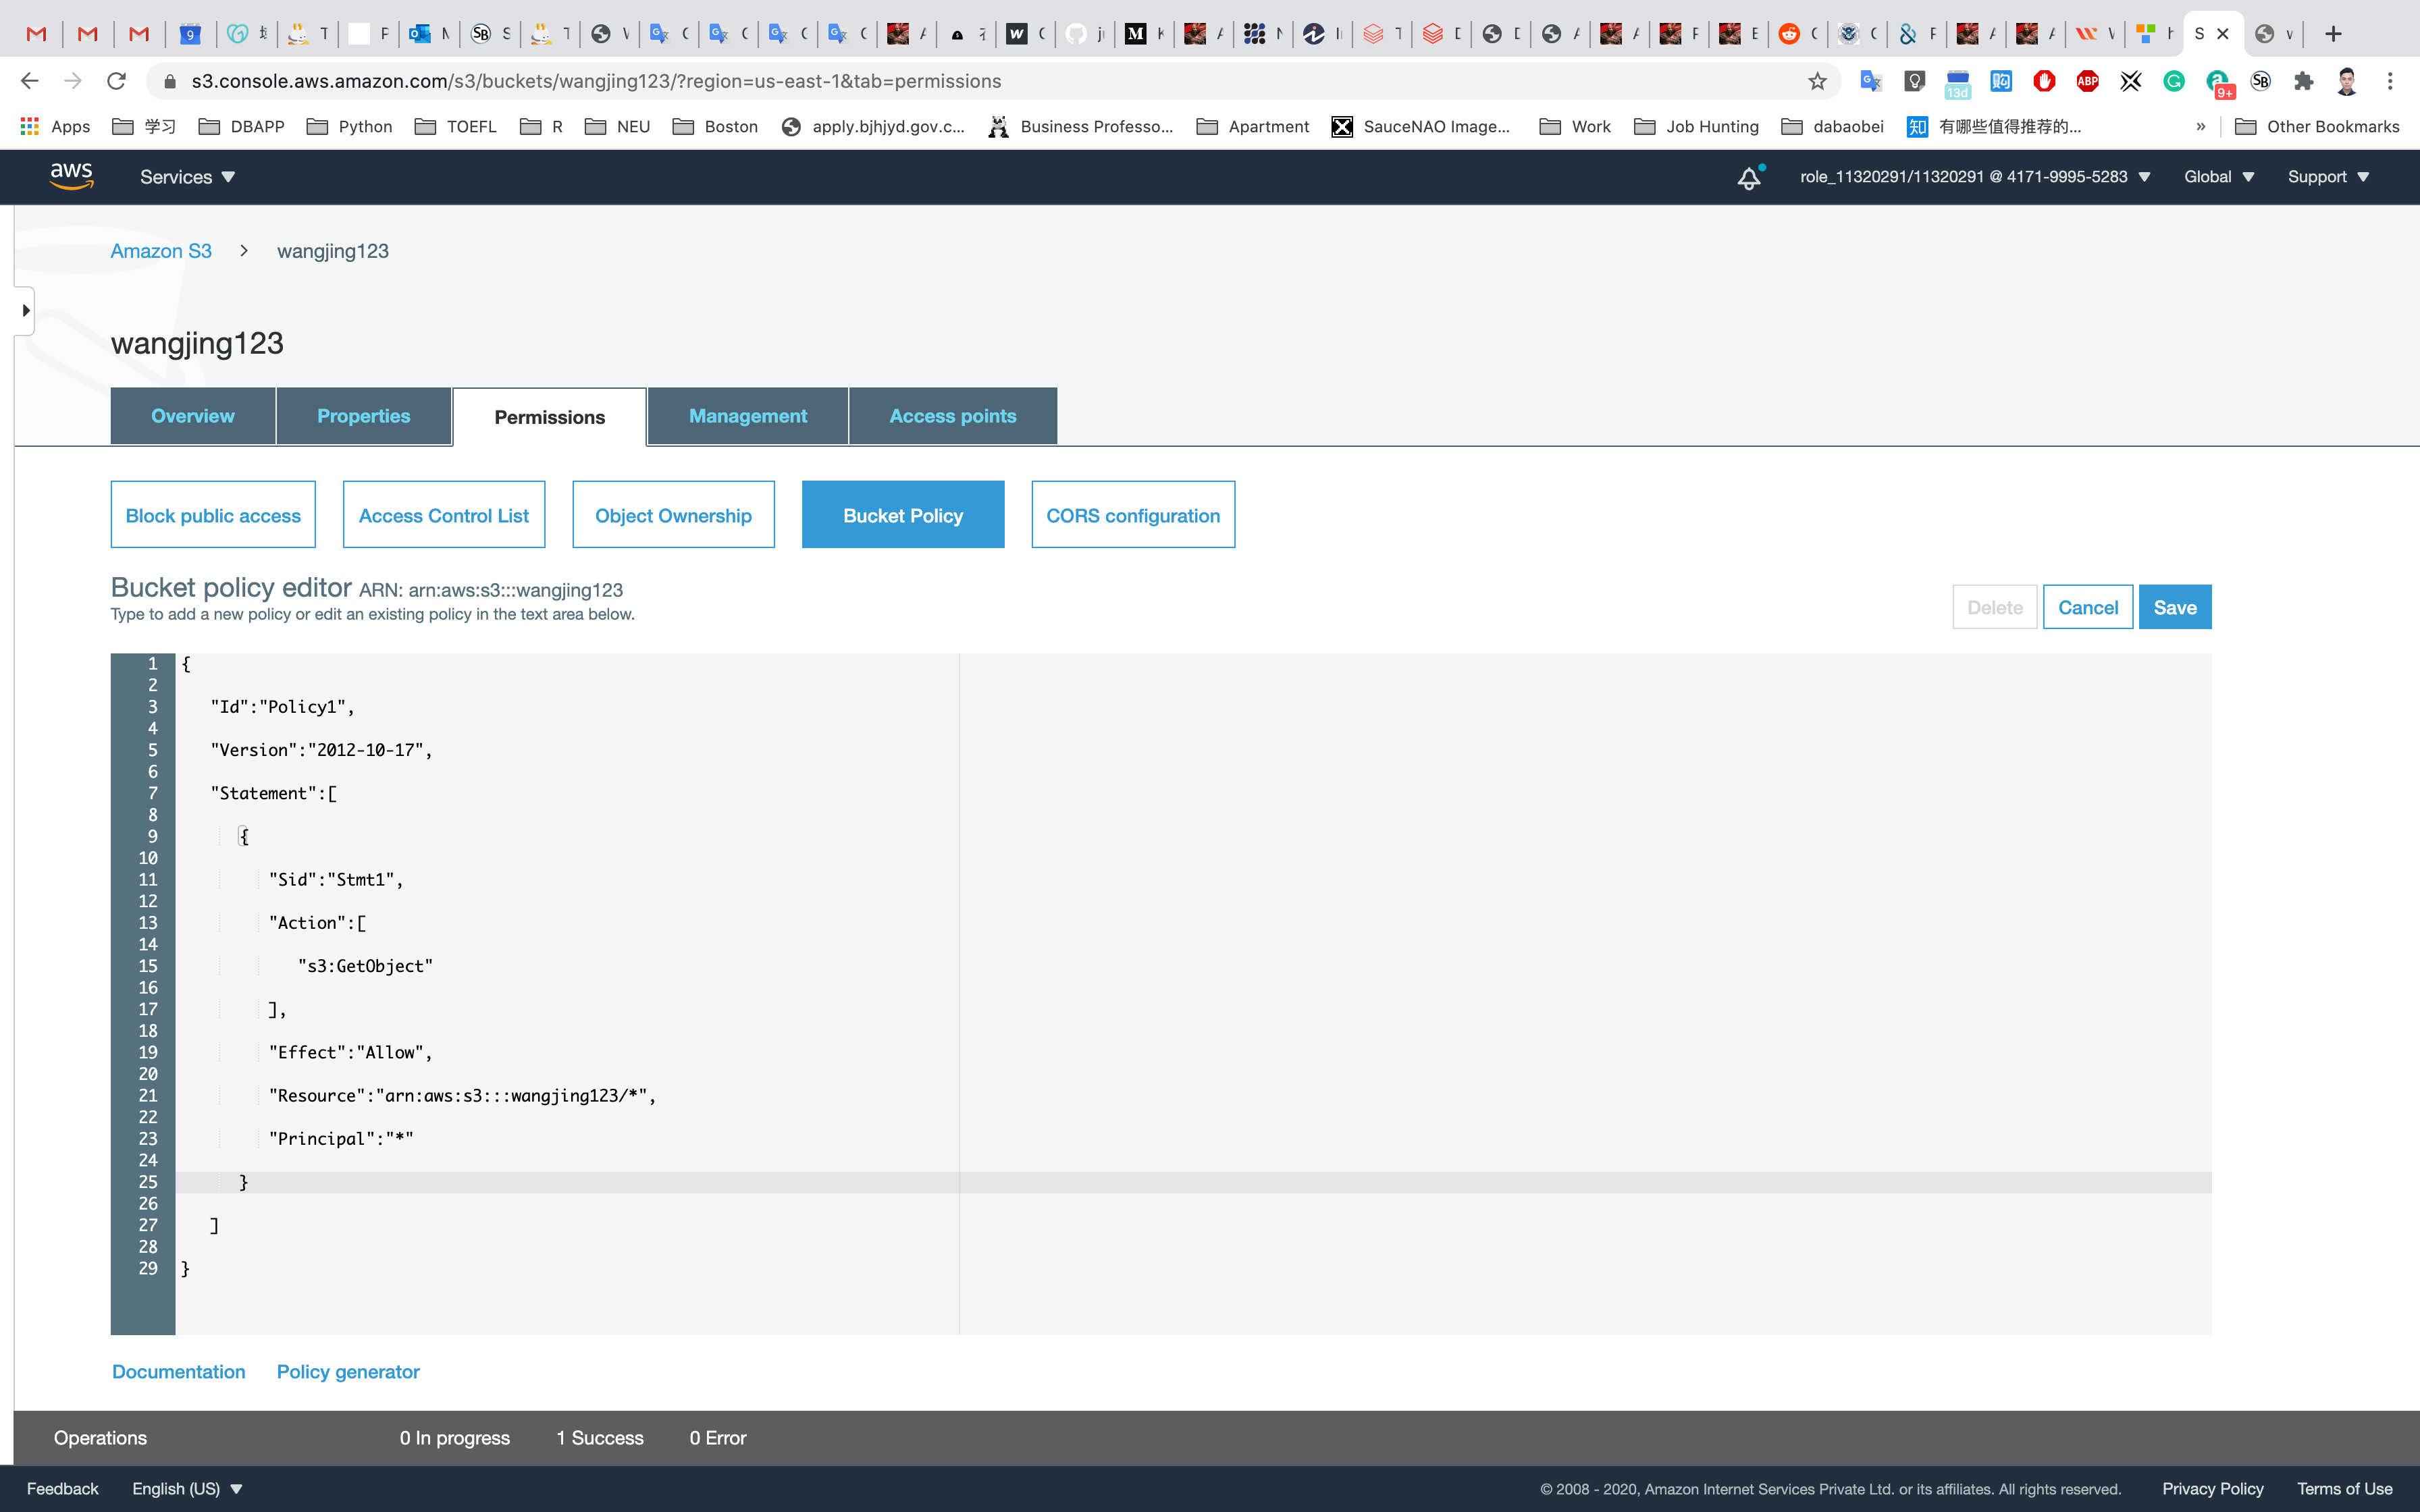 s3.console.aws.amazon.com/s3/buckets/wangjing123/?region=us-east-1&tab=permissions
13d
ABP
9+
SB
Apps
学习
DBAPP
Python
TOEFL
R
NEU
Boston
apply.bjhjyd.gov.c...
Business Professo...
Apartment
SauceNAO Image...
Work
Job Hunting
dabaobei
知 有哪些值得推荐的...
»
Other Bookmarks
aws
Services
role_11320291/11320291 @ 4171-9995-5283
Global
Support
Amazon S3 > wangjing123
wangjing123
Overview
Properties
Permissions
Management
Access points
Block public access
Access Control List
Object Ownership
Bucket Policy
CORS configuration
Bucket policy editor ARN: arn:aws:s3:::wangjing123
Type to add a new policy or edit an existing policy in the text area below.
Delete
Cancel
Save
1 {
2
3 "Id":"Policy1",
4
5 "Version":"2012-10-17",
6
7 "Statement":[
8
9 {
10
11 "Sid":"Stmt1",
12
13 "Action":[
14
15 "s3:GetObject"
16
17 ],
18
19 "Effect":"Allow",
20
21 "Resource":"arn:aws:s3:::wangjing123/*",
22
23 "Principal":"*"
24
25 }
26
27 ]
28
29 }
Documentation
Policy generator
Operations
0 In progress
1 Success
0 Error
Feedback
English (US)
© 2008 - 2020, Amazon Internet Services Private Ltd. or its affiliates. All rights reserved.
Privacy Policy
Terms of Use